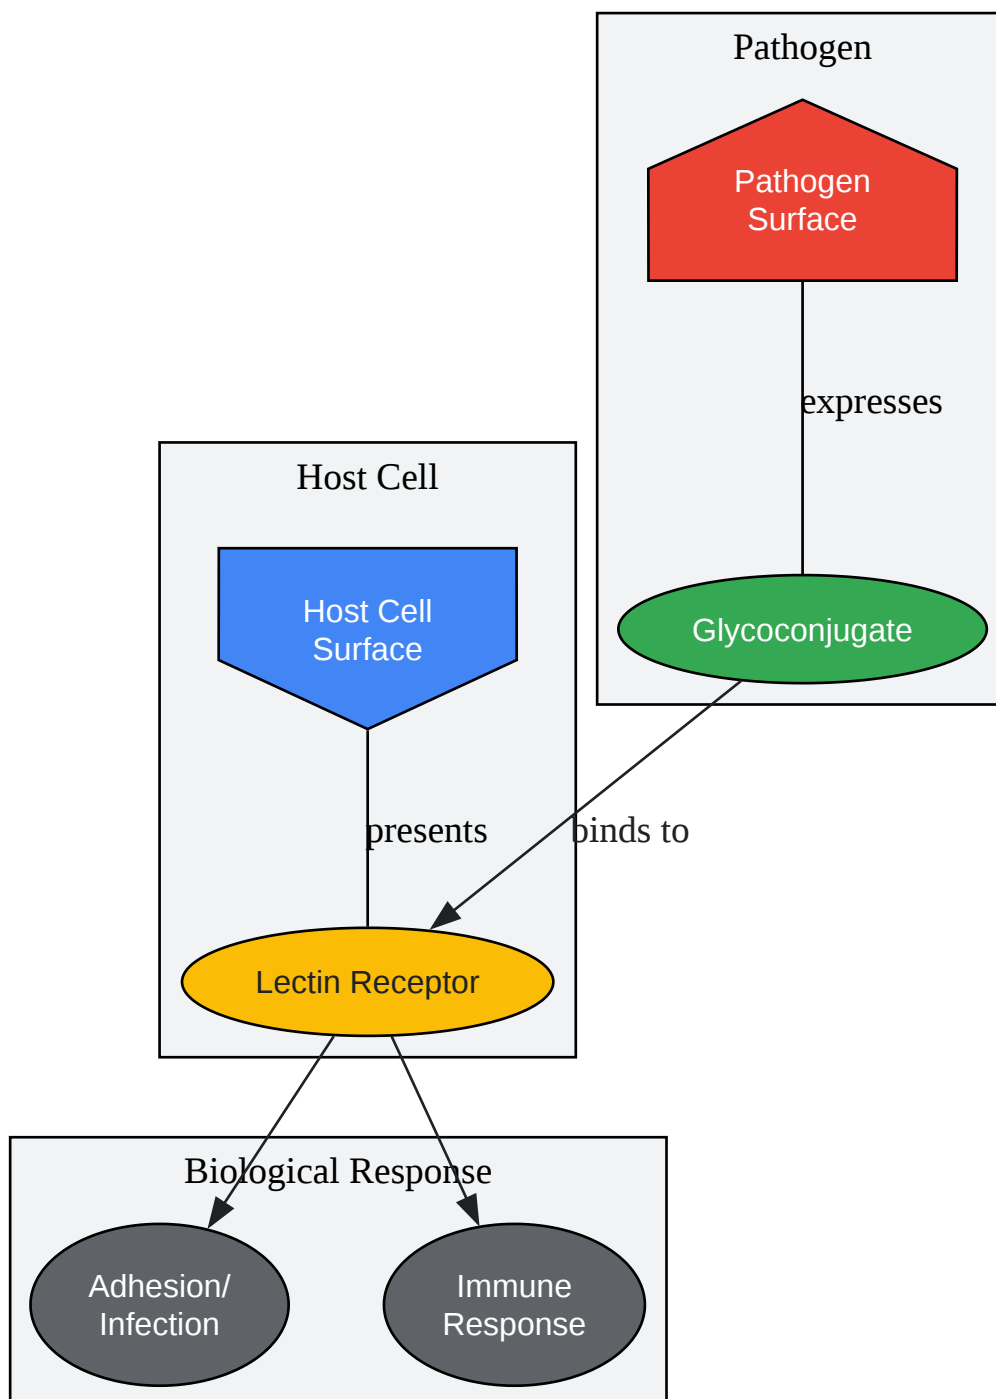 Pathogen
Pathogen
Surface
expresses
Host Cell
Host Cell
Surface
Glycoconjugate
presents
binds to
Lectin Receptor
Biological Response
Adhesion/
Infection
Immune
Response